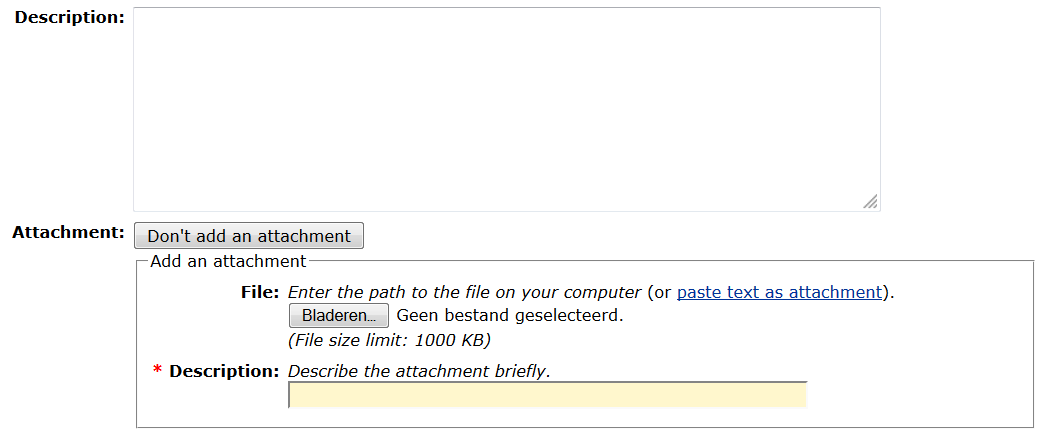 Description:
Attachment: Don't add an attachment
Add an attachment
File: Enter the path to the file on your computer (or paste text as attachment).
Bladeren... Geen bestand geselecteerd.
(File size limit: 1000 KB)
* Description: Describe the attachment briefly.